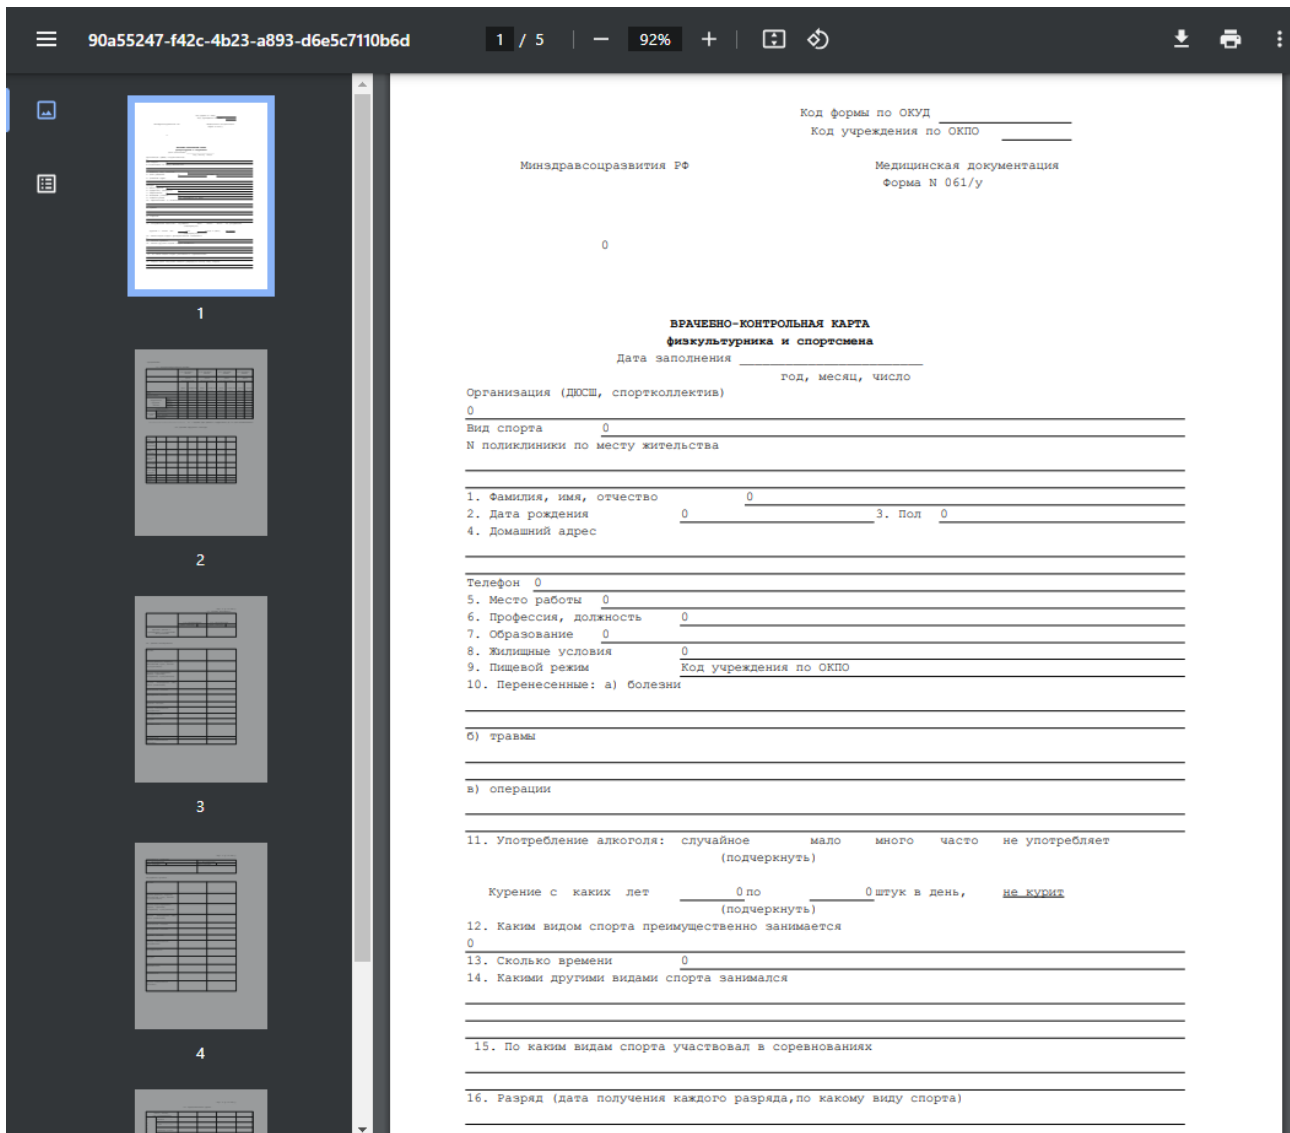 90a55247-f42c-4b23-a893-d6e5c7110b6d
1 / 5
92%
1
2
3
4
Код формы по ОКУД
Код учреждения по ОКПО
Минздравсоцразвития РФ Медицинская документация
Форма N 061/у
0
ВРАЧЕБНО-КОНТРОЛЬНАЯ КАРТА
физкультурника и спортсмена
Дата заполнения
год, месяц, число
Организация (ДЮСШ, спортколлектив)
0
Вид спорта 0
N поликлиники по месту жительства
1. Фамилия, имя, отчество 0
2. Дата рождения 0 3. Пол 0
4. Домашний адрес
Телефон 0
5. Место работы 0
6. Профессия, должность 0
7. Образование 0
8. Жилищные условия 0
9. Пищевой режим Код учреждения по ОКПО
10. Перенесенные: а) болезни
б) травмы
в) операции
11. Употребление алкоголя: случайное мало много часто не употребляет
(подчеркнуть)
Курение с каких лет 0 по 0 штук в день, не курит
(подчеркнуть)
12. Каким видом спорта преимущественно занимается
0
13. Сколько времени 0
14. Какими другими видами спорта занимался
15. По каким видам спорта участвовал в соревнованиях
16. Разряд (дата получения каждого разряда,по какому виду спорта)